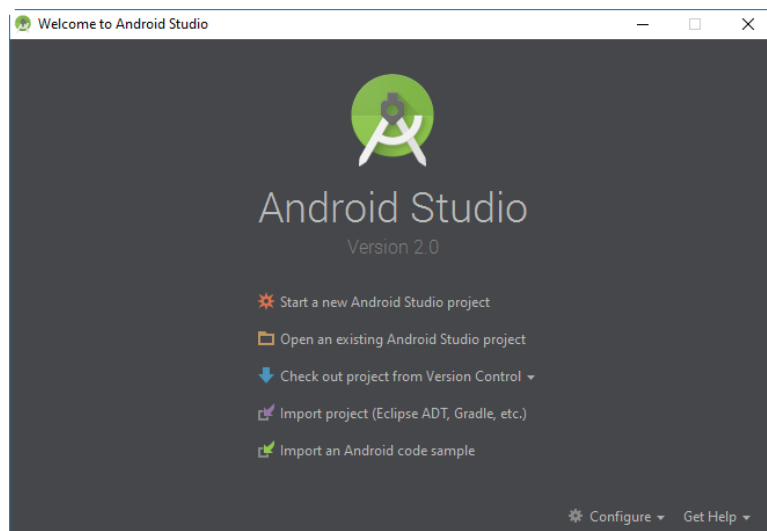 Welcome to Android Studio
Android Studio
Version 2.0
Start a new Android Studio project
Open an existing Android Studio project
Check out project from Version Control
Import project (Eclipse ADT, Gradle, etc.)
Import an Android code sample
Configure Get Help